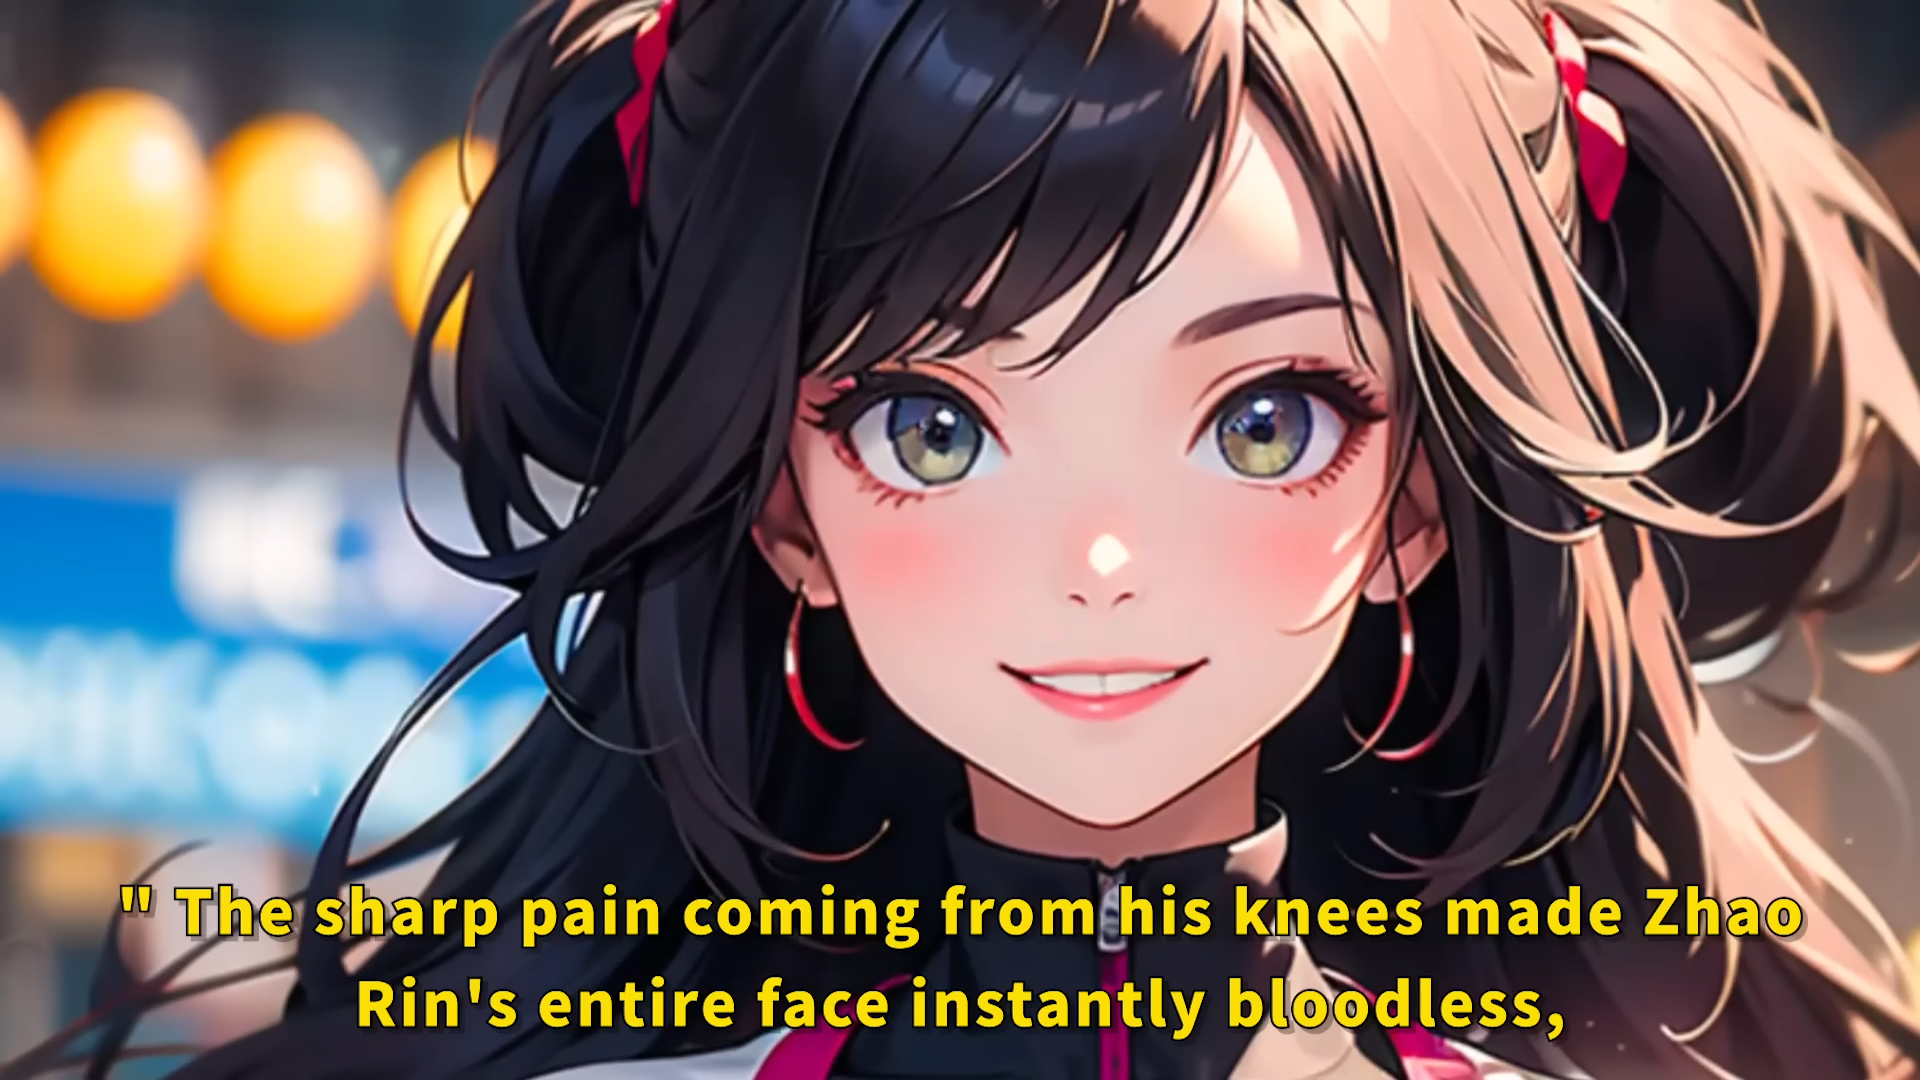 " The sharp pain coming from his knees made Zhao
Rin's entire face instantly bloodless,